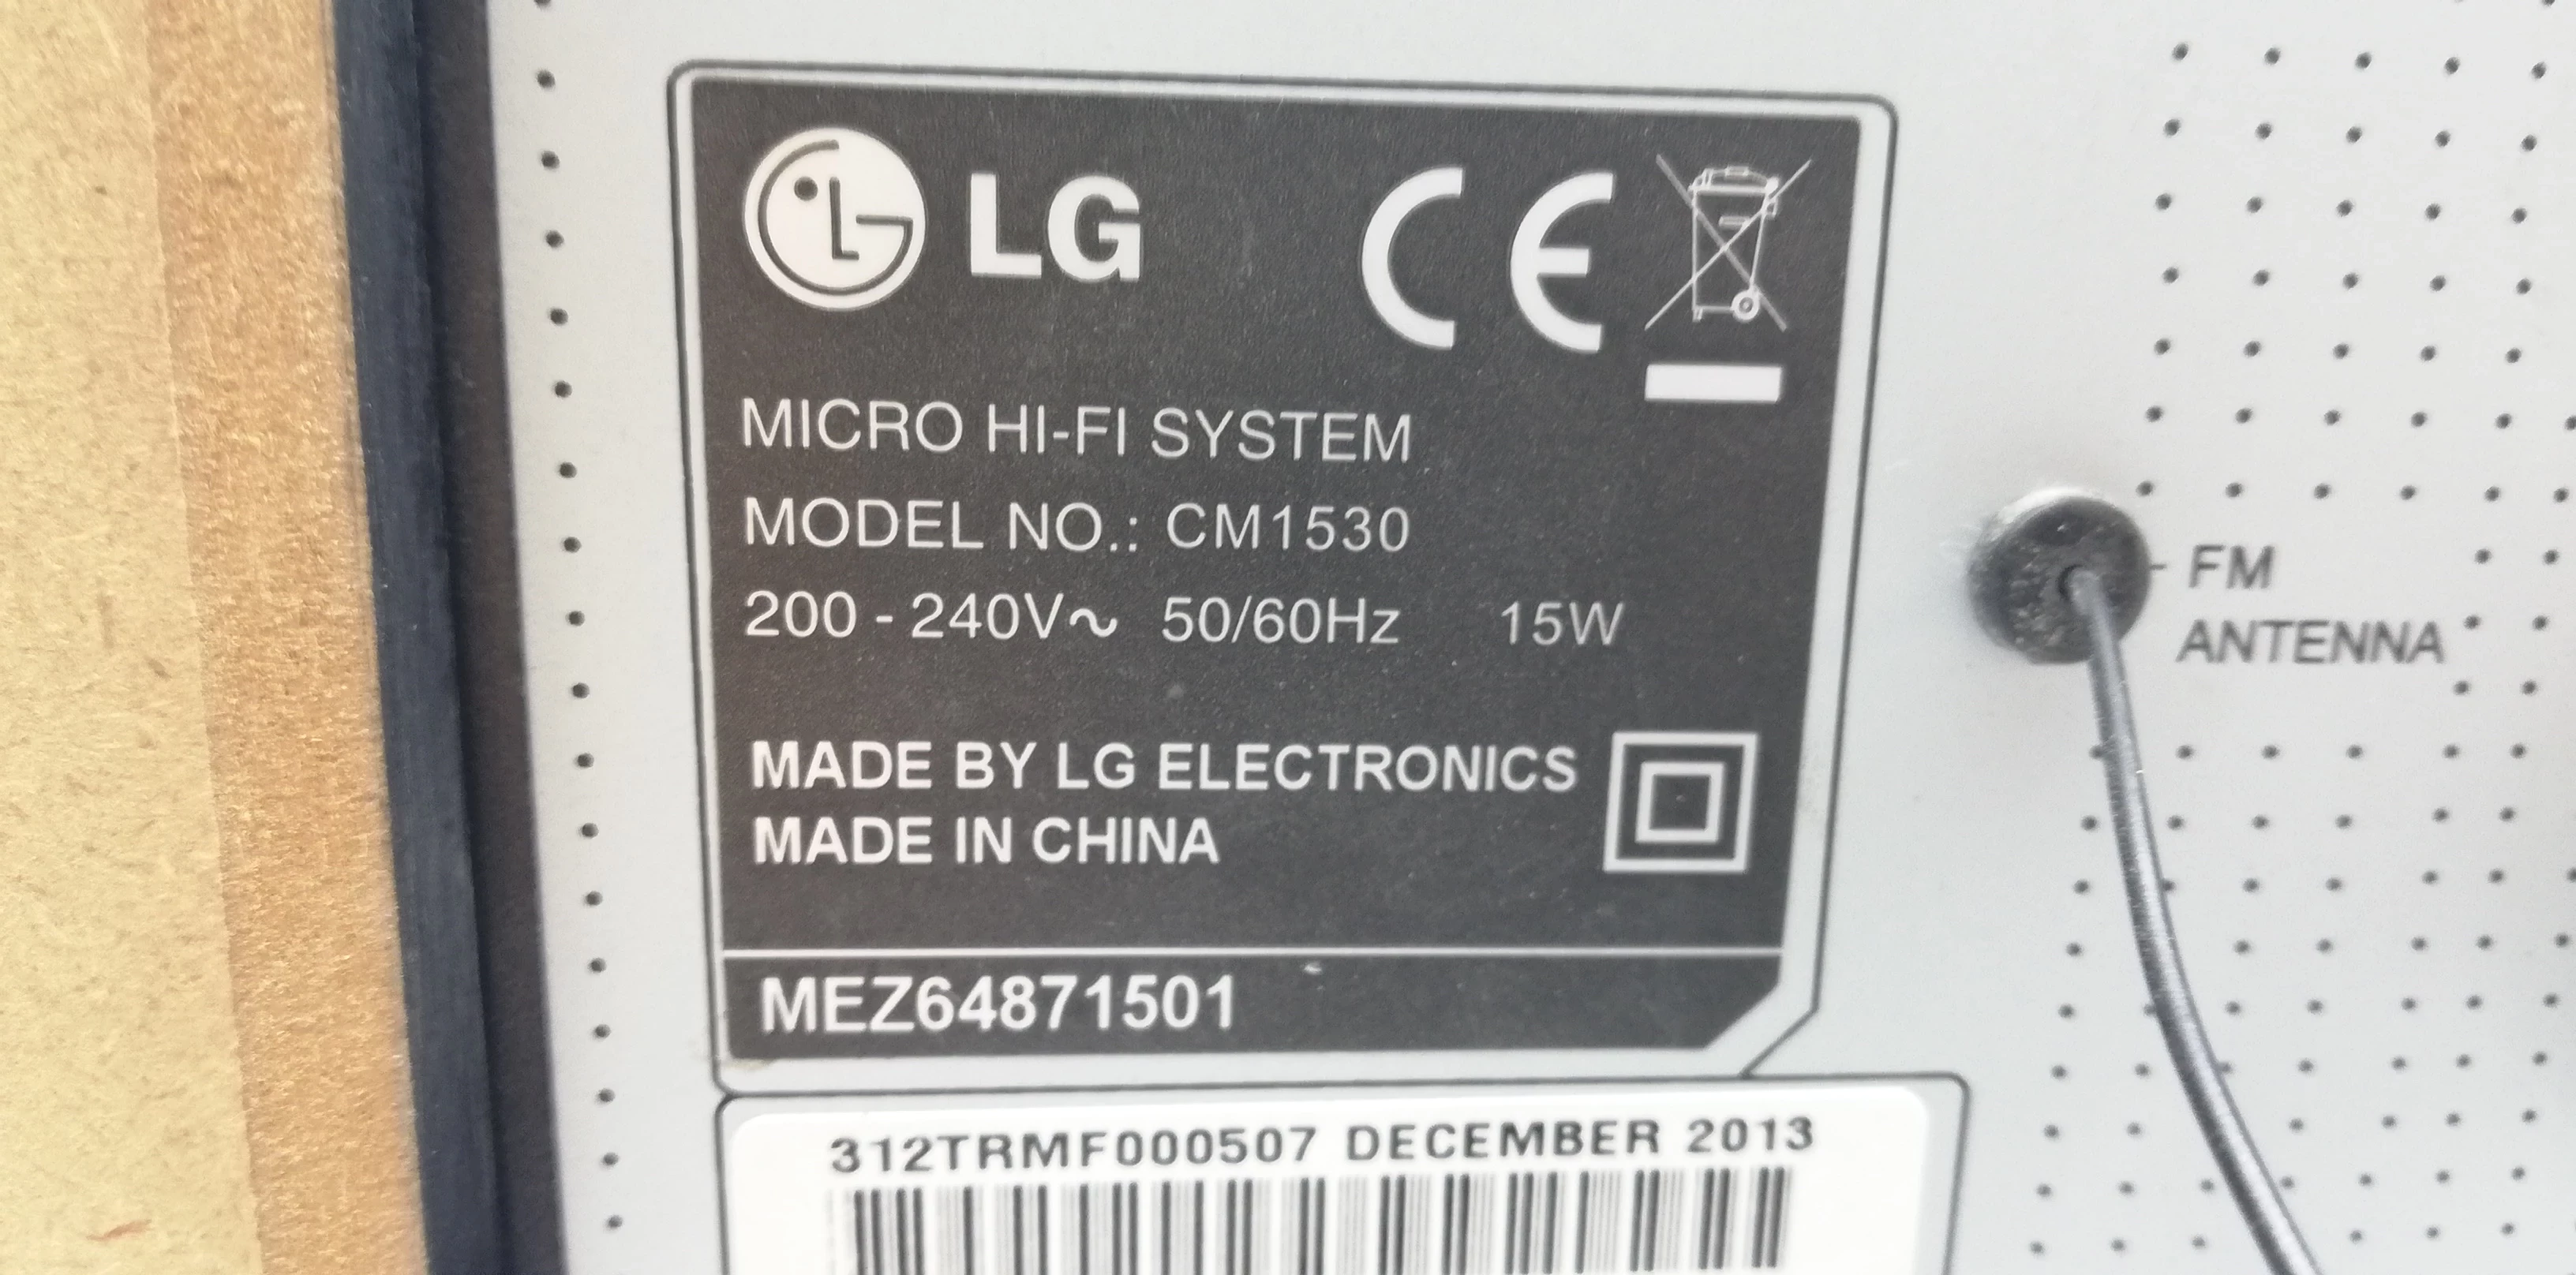 LG
CE
MICRO HI-FI SYSTEM
MODEL NO.: CM1530
200 - 240V~ 50/60Hz 15W
MADE BY LG ELECTRONICS
MADE IN CHINA
MEZ64871501
312TRMF000507 DECEMBER 2013
FM
ANTENNA